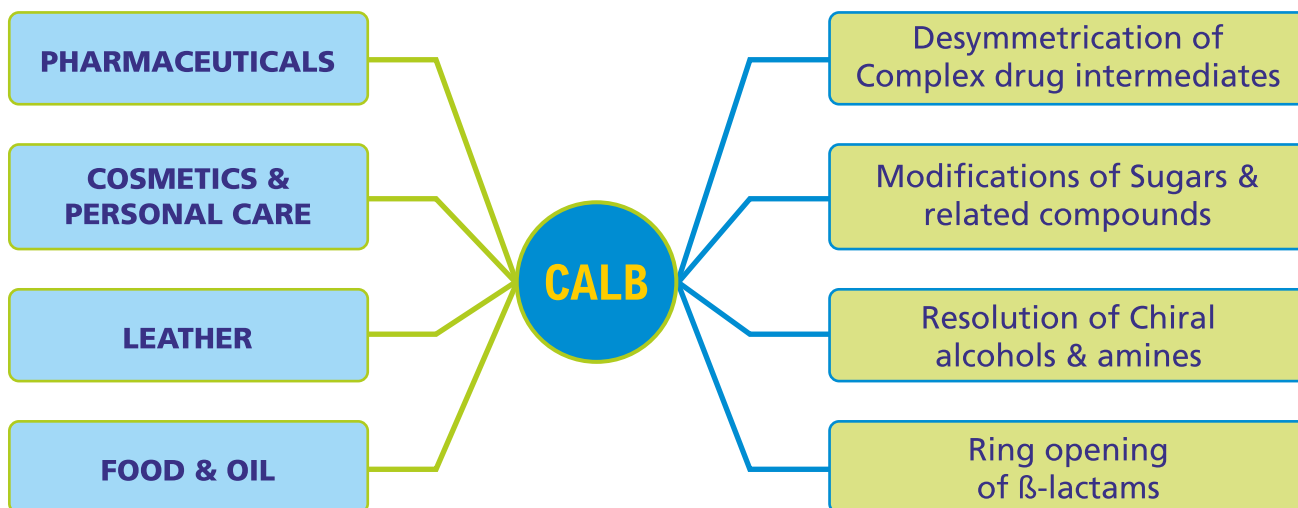 PHARMACEUTICALS
COSMETICS &
PERSONAL CARE
LEATHER
FOOD & OIL
CALB
Desymmetrication of
Complex drug intermediates
Modifications of Sugars &
related compounds
Resolution of Chiral
alcohols & amines
Ring opening
of ß-lactams